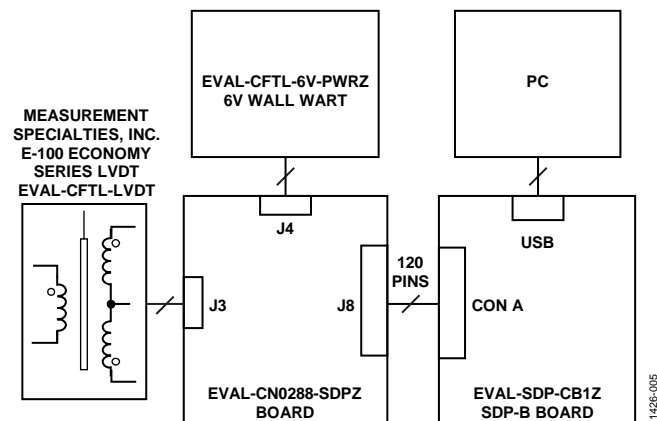 EVAL-CFTL-6V-PWRZ
6V WALL WART
PC
MEASUREMENT
SPECIALTIES, INC.
E-100 ECONOMY
SERIES LVDT
EVAL-CFTL-LVDT
J4
USB
120
PINS
J3
J8
CON A
EVAL-CN0288-SDPZ
BOARD
EVAL-SDP-CB1Z
SDP-B BOARD
1426-005